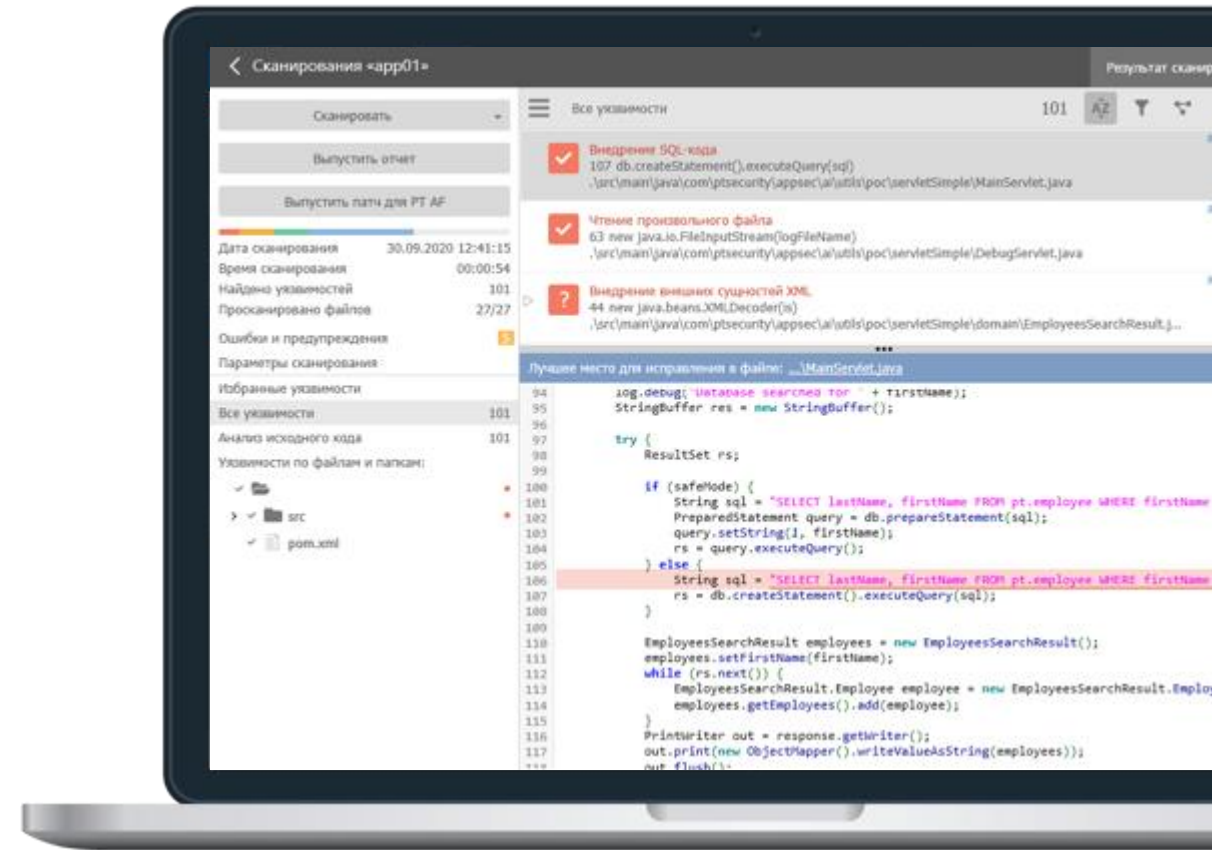 Сканирования «app01»
Результат сканир
Сканировать
Выпустить отчет
Выпустить патч для PT AF
Дата сканирования 30.09.2020 12:41:15
Время сканирования 00:00:54
Найдено уязвимостей 101
Просканировано файлов 27/27
Ошибки и предупреждения 5
Параметры сканирования
Избранные уязвимости
Все уязвимости 101
Анализ исходного кода 101
Уязвимости по файлам и папкам:
src
pom.xml
Все уязвимости 101 AZ
Внедрение SQL-кода
107 db.createStatement().executeQuery(sql)
.\src\main\java\com\ptsecurity\appsec\ai\utils\poc\servletSimple\MainServlet.java
Чтение произвольного файла
63 new java.io.FileInputStream(logFileName)
.\src\main\java\com\ptsecurity\appsec\ai\utils\poc\servletSimple\DebugServlet.java
?
Внедрение внешних сущностей XML
44 new java.beans.XMLDecoder(is)
.\src\main\java\com\ptsecurity\appsec\ai\utils\poc\servletSimple\domain\EmployeesSearchResult.j...
Лучшее место для исправления в файле: ...\MainServlet.java
94 log.debug("Database searched for " + firstName);
95 StringBuffer res = new StringBuffer();
96
97 try {
98 ResultSet rs;
99
100 if (safeMode) {
101 String sql = "SELECT lastName, firstName FROM pt.employee WHERE firstName
102 PreparedStatement query = db.prepareStatement(sql);
103 query.setString(1, firstName);
104 rs = query.executeQuery();
105 } else {
106 String sql = "SELECT lastName, firstName FROM pt.employee WHERE firstName
107 rs = db.createStatement().executeQuery(sql);
108 }
109
110 EmployeesSearchResult employees = new EmployeesSearchResult();
111 employees.setFirstName(firstName);
112 while (rs.next()) {
113 EmployeesSearchResult.Employee employee = new EmployeesSearchResult.Employ
114 employees.getEmployees().add(employee);
115 }
116 PrintWriter out = response.getWriter();
117 out.print(new ObjectMapper().writeValueAsString(employees));
118 out.flush();